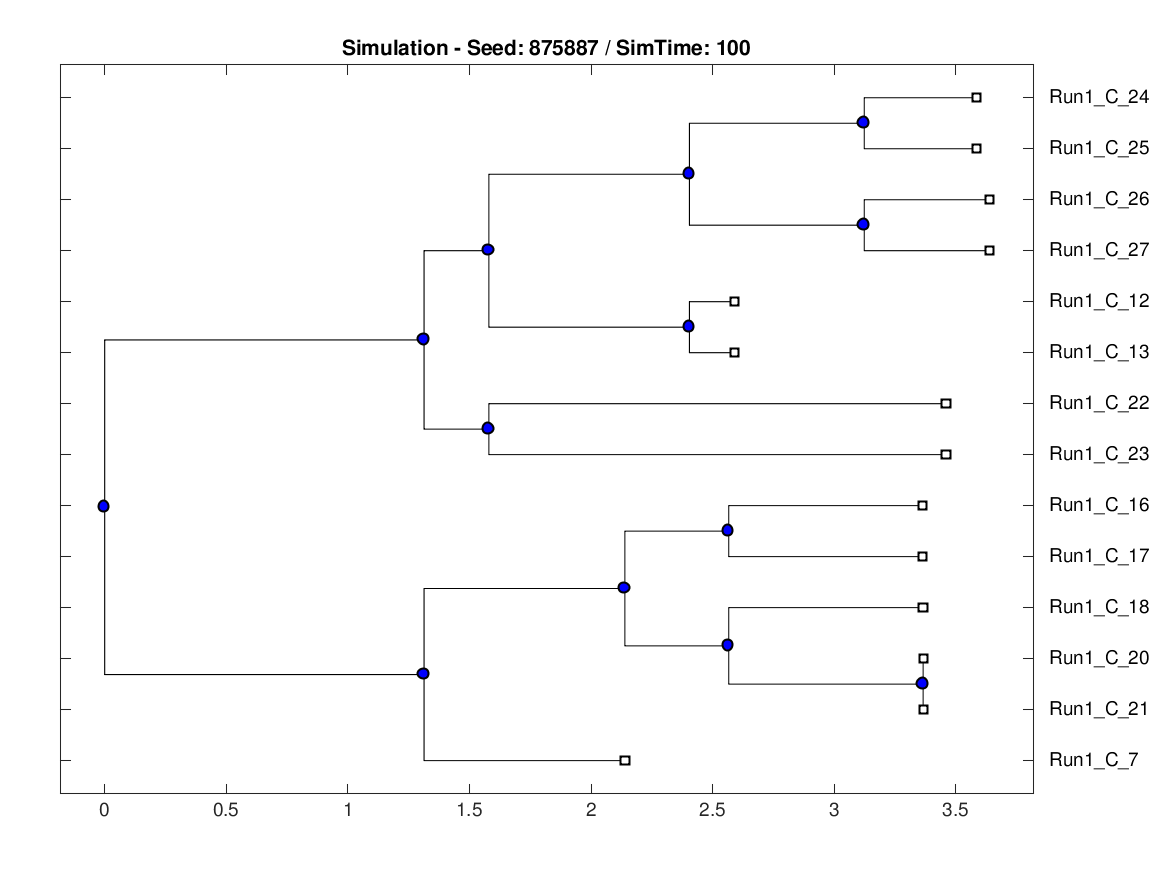 Simulation - Seed: 875887 / SimTime: 100
Run1_C_24
Run1_C_25
Run1_C_26
Run1_C_27
Run1_C_12
Run1_C_13
Run1_C_22
Run1_C_23
Run1_C_16
Run1_C_17
Run1_C_18
Run1_C_20
Run1_C_21
Run1_C_7
0 0.5 1 1.5 2 2.5 3 3.5